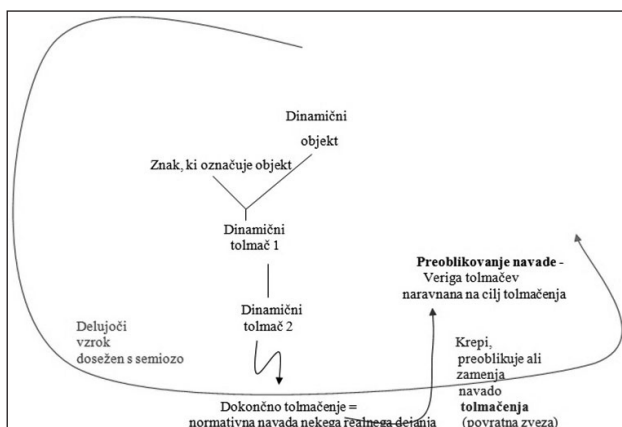 Dinamični
objekt
Znak, ki označuje objekt
Dinamični
tolmač 1
Preoblikovanje navade -
Veriga tolmačev
naravnana na cilj tolmačenja
Dinamični
tolmač 2
Delujoči
vzrok
dosežen s semiozo
Krepi,
preoblikuje ali
zamenja
navado
tolmačenja
(povratna zveza)
Dokončno tolmačenje =
normativna navada nekega realnega dejanja